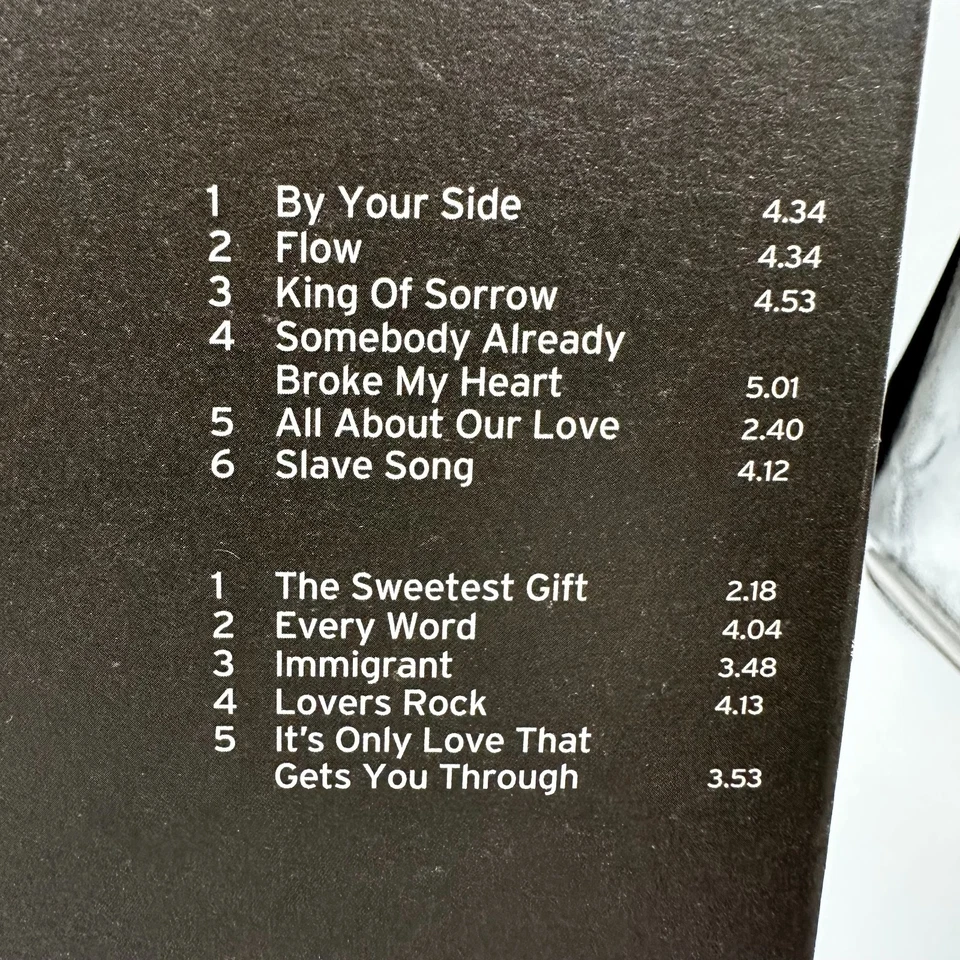 1 By Your Side 4.34
2 Flow 4.34
3 King Of Sorrow 4.53
4 Somebody Already
Broke My Heart 5.01
5 All About Our Love 2.40
6 Slave Song 4.12
1 The Sweetest Gift 2.18
2 Every Word 4.04
3 Immigrant 3.48
4 Lovers Rock 4.13
5 It's Only Love That
Gets You Through 3.53